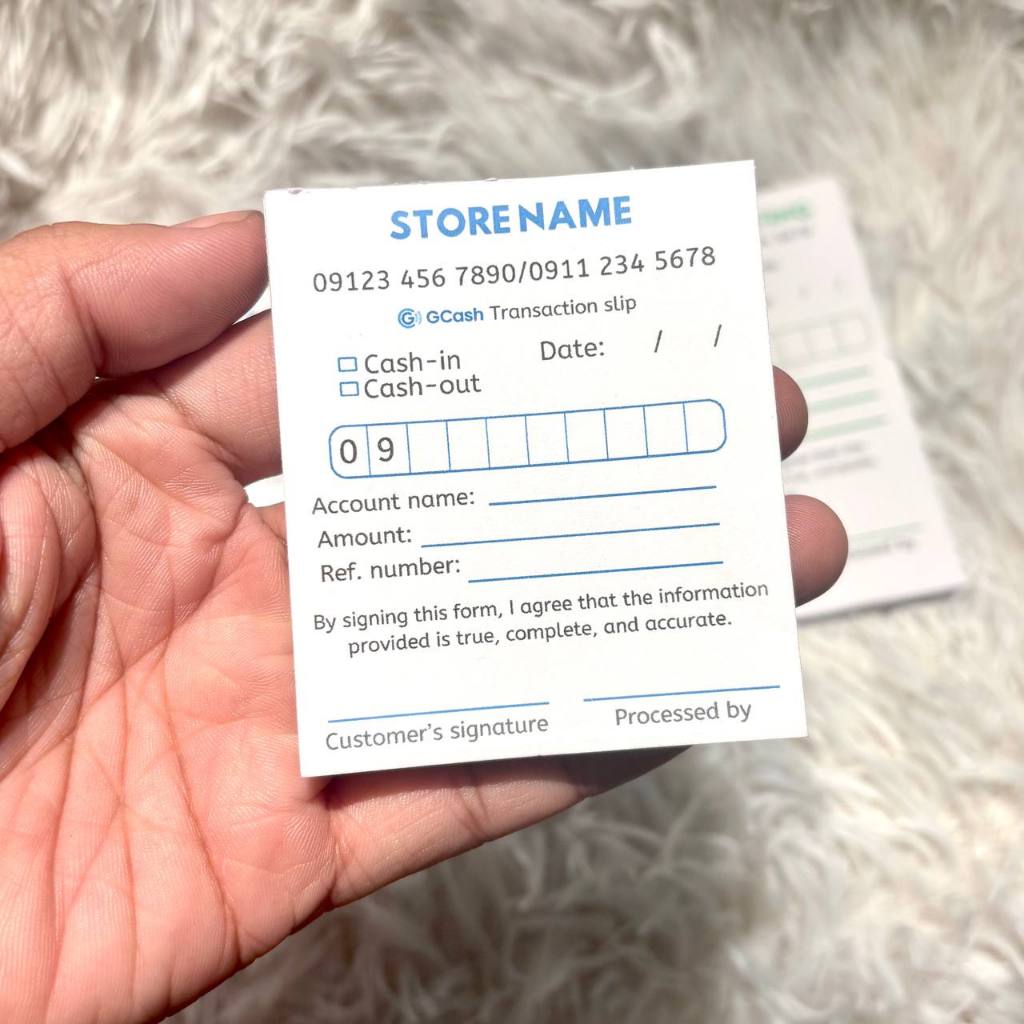 STORE NAME
09123 456 7890/0911 234 5678
GCash Transaction slip
Cash-in Date: / /
Cash-out
0 9
Account name:
Amount:
Ref. number:
By signing this form, I agree that the information
provided is true, complete, and accurate.
Customer's signature Processed by